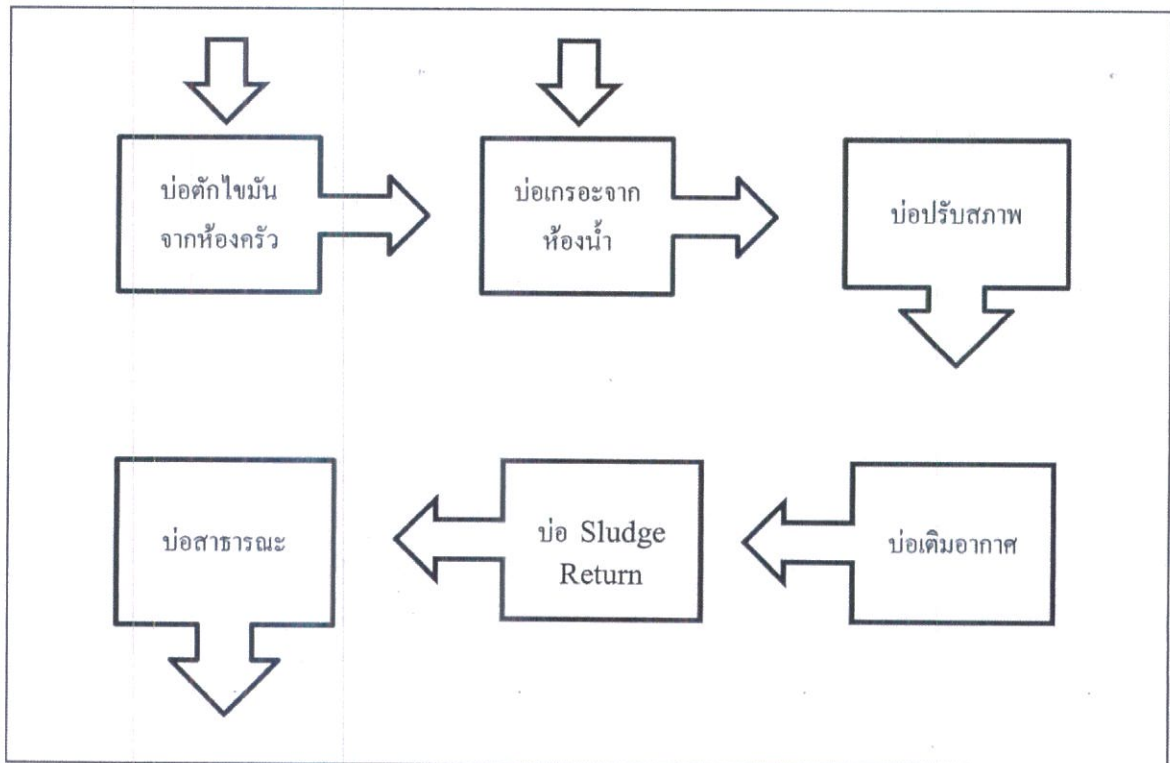 บ่อดักไขมัน
จากห้องครัว
บ่อเกรอะจาก
ห้องน้ำ
บ่อปรับสภาพ
บ่อสาธารณะ
บ่อ Sludge
Return
บ่อเติมอากาศ